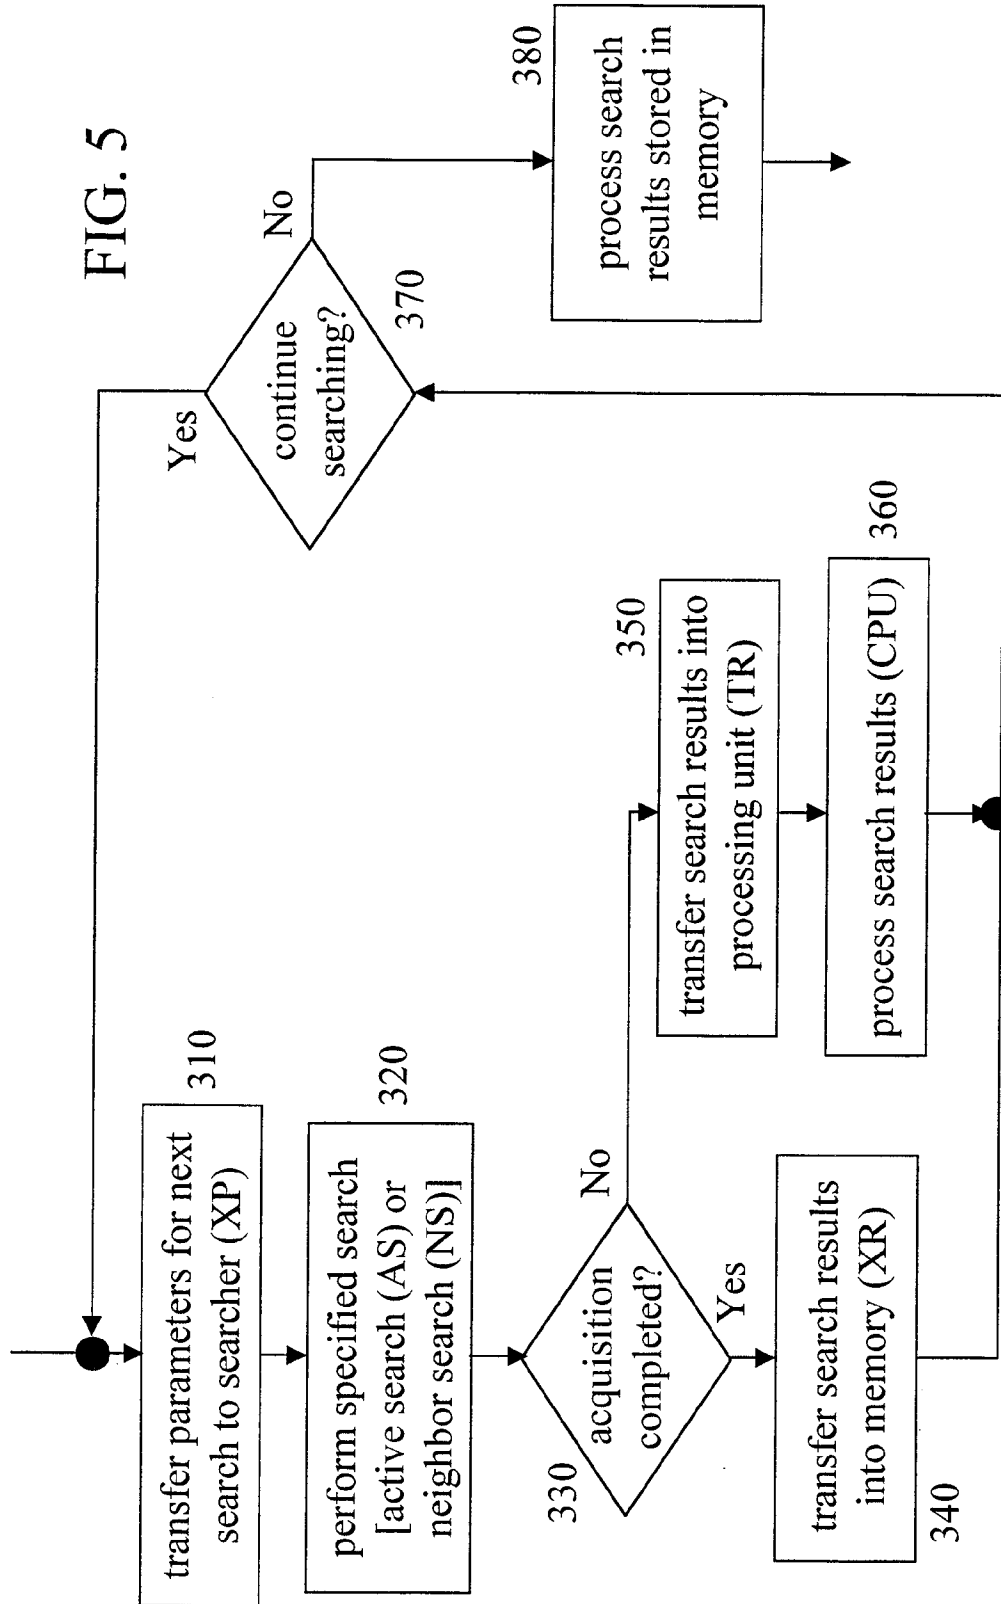 FIG. 5
transfer parameters for next
search to searcher (XP)
310
perform specified search
[active search (AS) or
neighbor search (NS)]
320
acquisition
completed?
330
No
Yes
transfer search results
into memory (XR)
340
transfer search results into
processing unit (TR)
350
process search results (CPU)
360
continue
searching?
370
Yes
No
process search
results stored in
memory
380